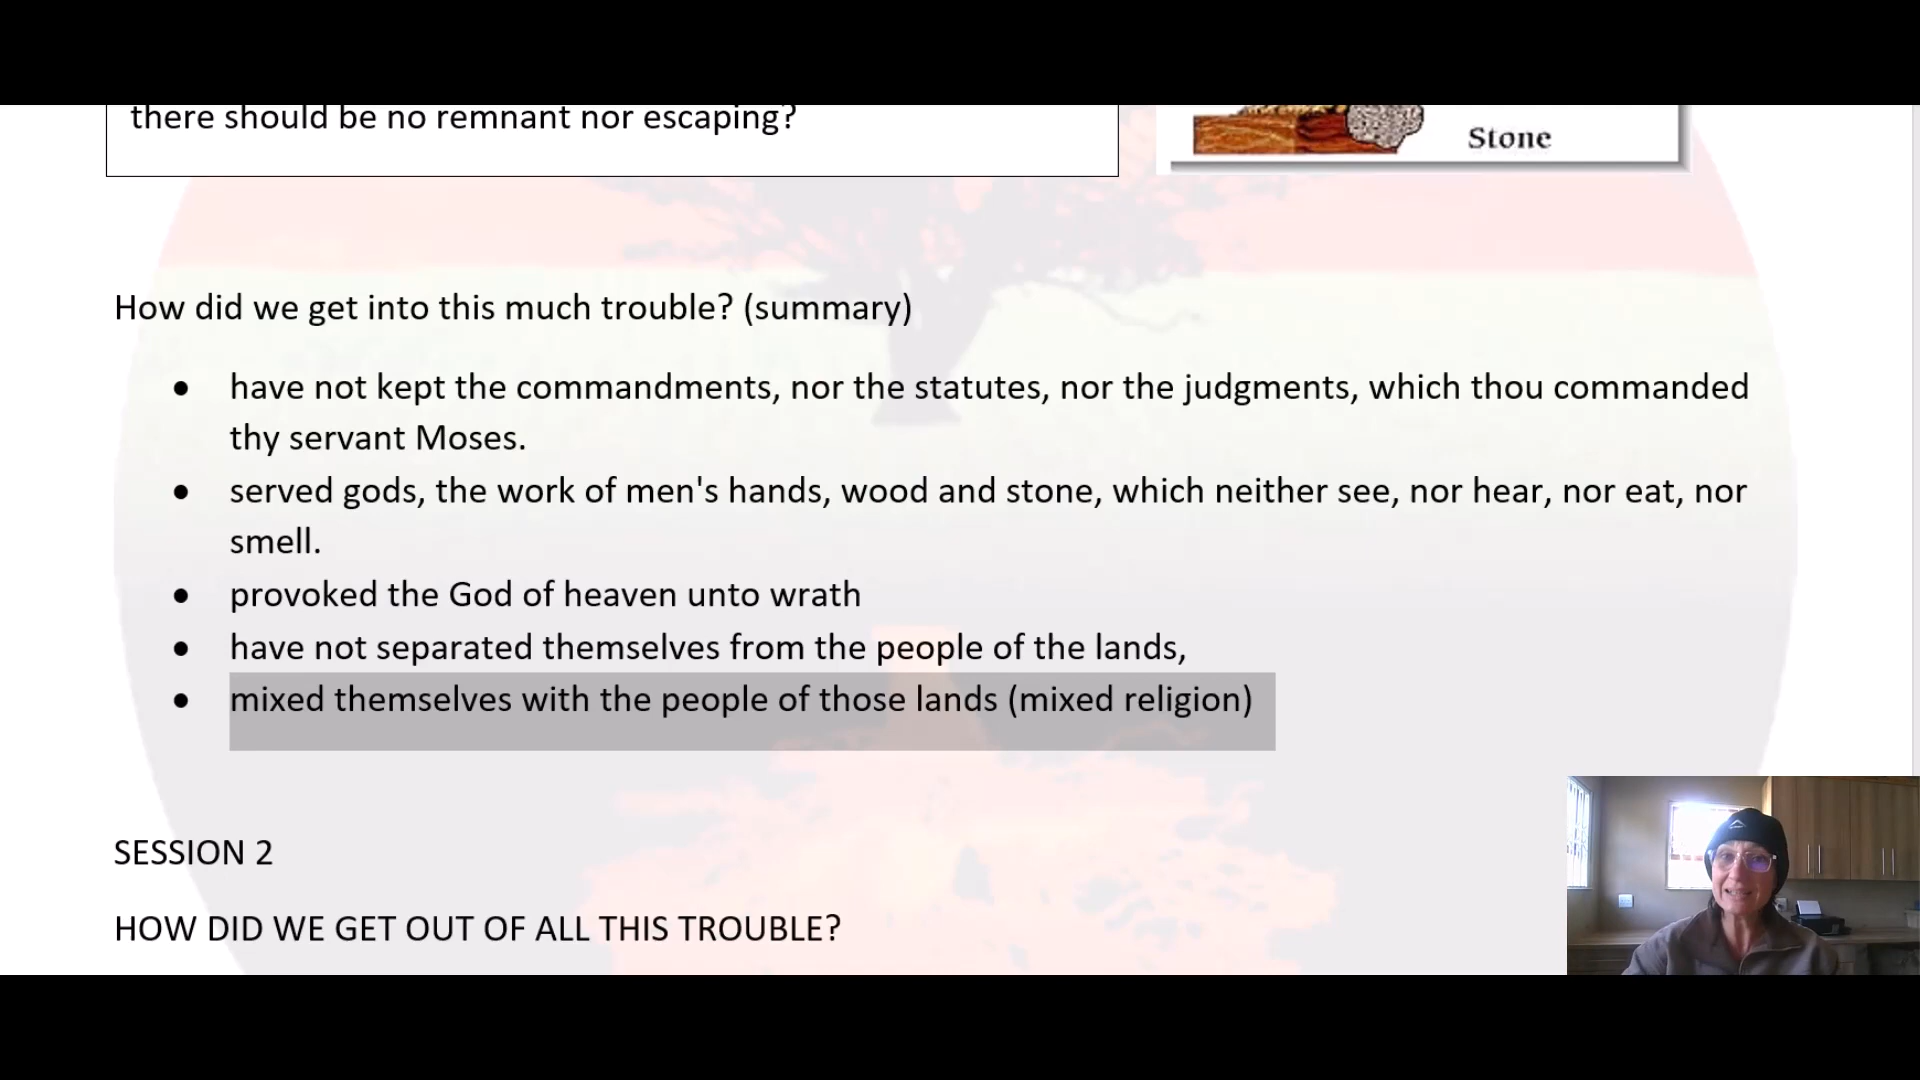 there should be no remnant nor escaping?
Stone
How did we get into this much trouble? (summary)
• have not kept the commandments, nor the statutes, nor the judgments, which thou commanded
thy servant Moses.
• served gods, the work of men's hands, wood and stone, which neither see, nor hear, nor eat, nor
smell.
• provoked the God of heaven unto wrath
• have not separated themselves from the people of the lands,
• mixed themselves with the people of those lands (mixed religion)
SESSION 2
HOW DID WE GET OUT OF ALL THIS TROUBLE?